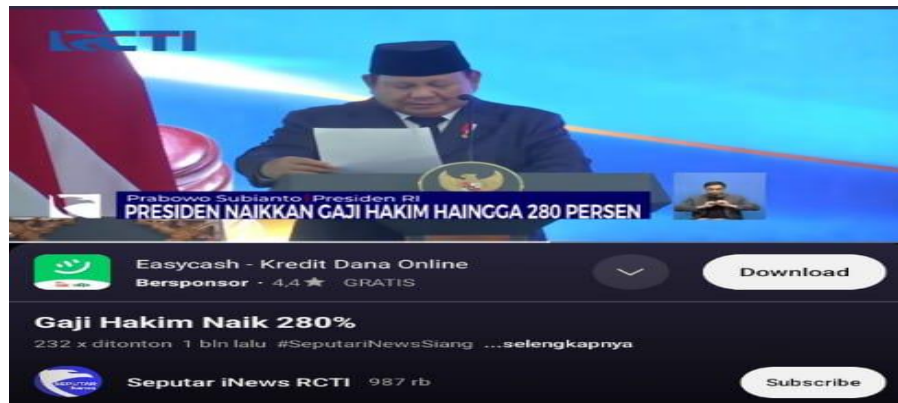 RCTI
Prabowo Subianto|Presiden RI
PRESIDEN NAIKKAN GAJI HAKIM HAINGGA 280 PERSEN
Easycash - Kredit Dana Online
Bersponsor · 4,4★ GRATIS
Download
Gaji Hakim Naik 280%
232 x ditonton 1 bln lalu #SeputariNewsSiang ...selengkapnya
SEPUTAR
Seputar iNews RCTI 987 rb
Subscribe